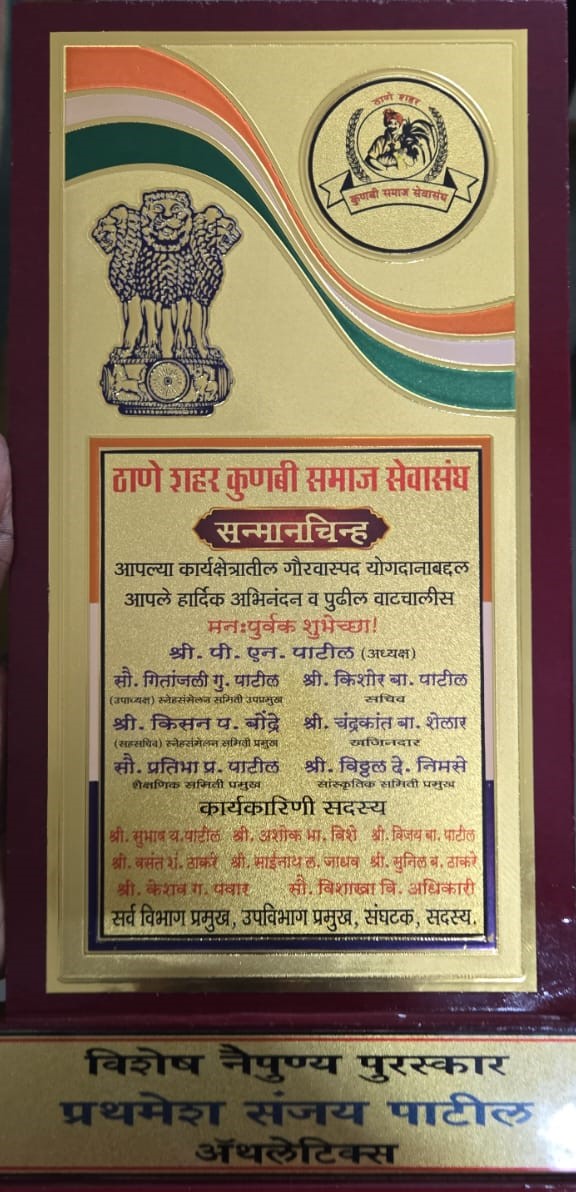 ठाणे शहर
कुणबी समाज सेवासंघ
ठाणे शहर कुणबी समाज सेवासंघ
सन्मानचिन्ह
आपल्या कार्यक्षेत्रातील गौरवास्पद योगदानाबद्दल
आपले हार्दिक अभिनंदन व पुढील वाटचालीस
मनःपुर्वक शुभेच्छा!
श्री. पी. एन. पाटील (अध्यक्ष)
सौ. गितांजली गु. पाटील श्री. किशोर बा. पाटील
(उपाध्यक्ष) स्नेहसंमेलन समिती उपप्रमुख सचिव
श्री. किसन प. बोंद्रे श्री. चंद्रकांत बा. शेलार
(सहसचिव) स्नेहसंमेलन समिती प्रमुख खजिनदार
सौ. प्रतिभा प्र. पाटील श्री. विठ्ठल दे. निमसे
शैक्षणिक समिती प्रमुख सांस्कृतिक समिती प्रमुख
कार्यकारिणी सदस्य
श्री. सुभाष य.पाटील श्री. अशोक भा. विशे श्री. विजय बा. पाटील
श्री. वसंत शं. ठाकरे श्री. साईनाथ ल. जाधव श्री. सुनिल ब. ठाकरे
श्री. केशव ग. पवार सौ. विशाखा वि. अधिकारी
सर्व विभाग प्रमुख, उपविभाग प्रमुख, संघटक, सदस्य.
विशेष नैपुण्य पुरस्कार
प्रथमेश संजय पाटील
ॲथलेटिक्स